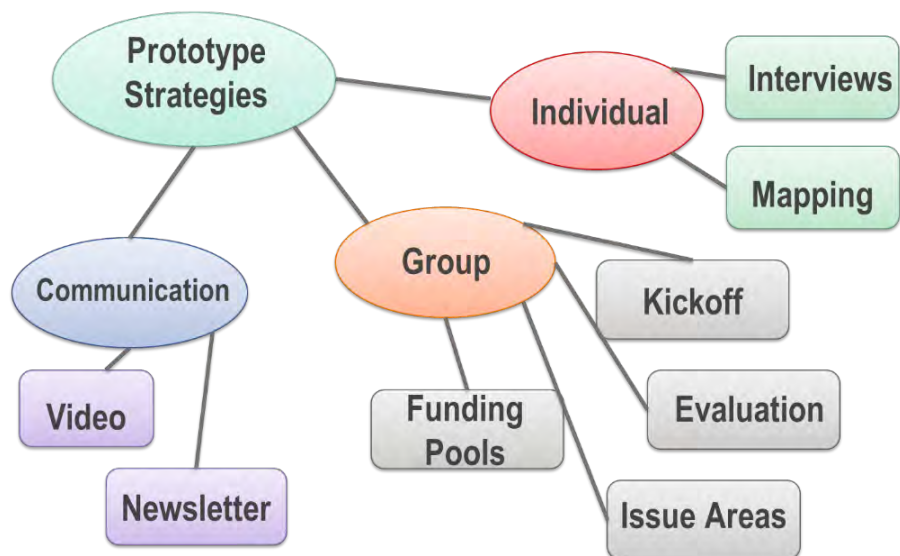 Prototype
Strategies
Individual
Interviews
Mapping
Communication
Group
Kickoff
Video
Funding
Pools
Evaluation
Newsletter
Issue Areas